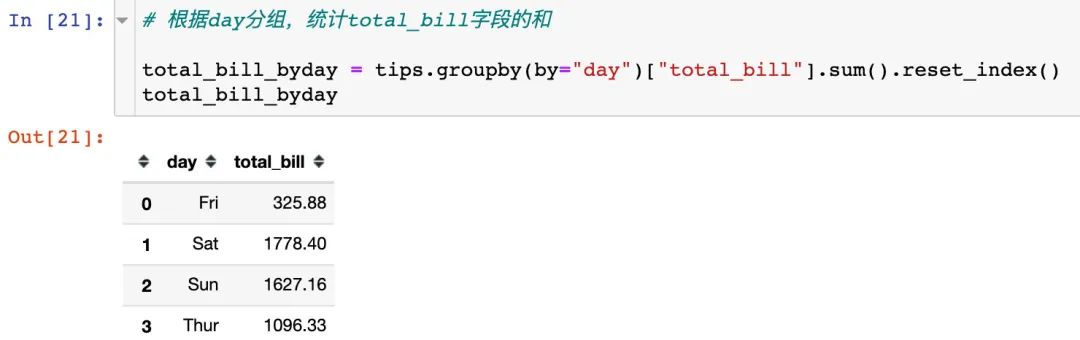 In [21]:
# 根据day分组，统计total_bill字段的和
total_bill_byday = tips.groupby(by="day")["total_bill"].sum().reset_index()
total_bill_byday
Out[21]:
day total_bill
0 Fri 325.88
1 Sat 1778.40
2 Sun 1627.16
3 Thur 1096.33